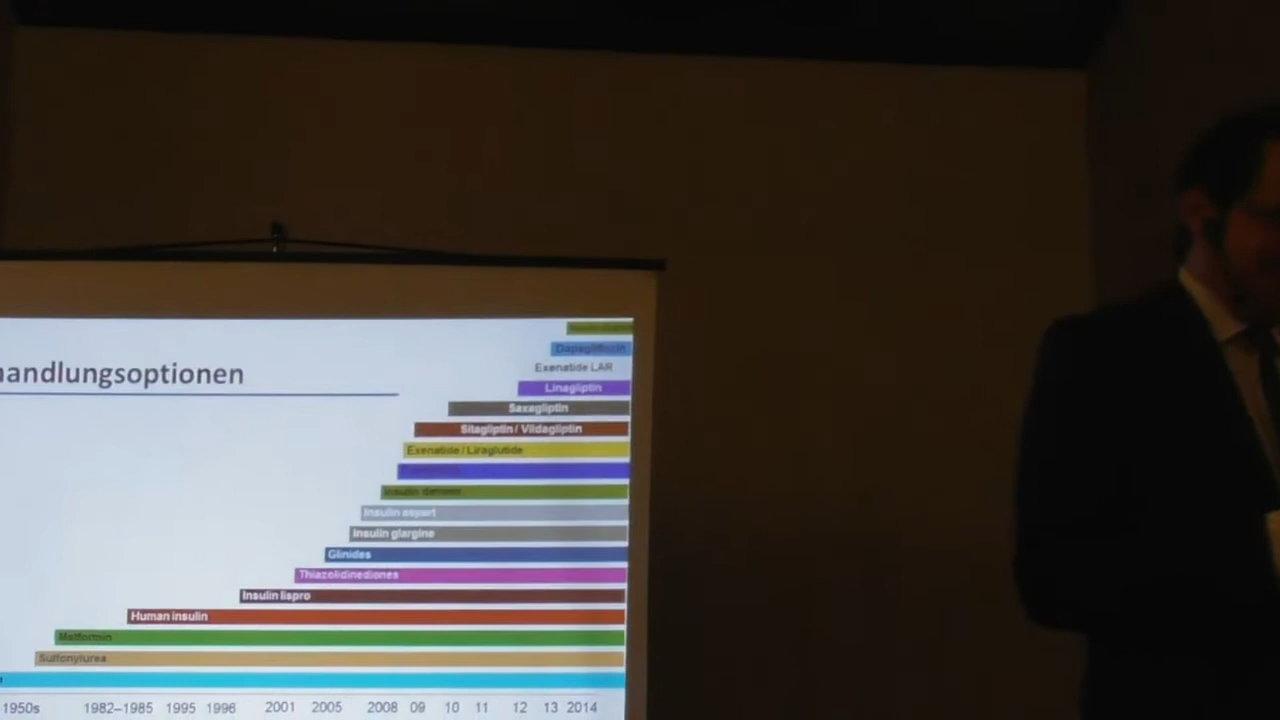 handlungsoptionen
Dapagliflozin
Exenatide LAR
Linagliptin
Saxagliptin
Sitagliptin / Vildagliptin
Exenatide / Liraglutide
Insulin detemir
Insulin aspart
Insulin glargine
Glinides
Thiazolidinediones
Insulin lispro
Human insulin
Metformin
Sulfonylurea
1950s 1982–1985 1995 1996 2001 2005 2008 09 10 11 12 13 2014